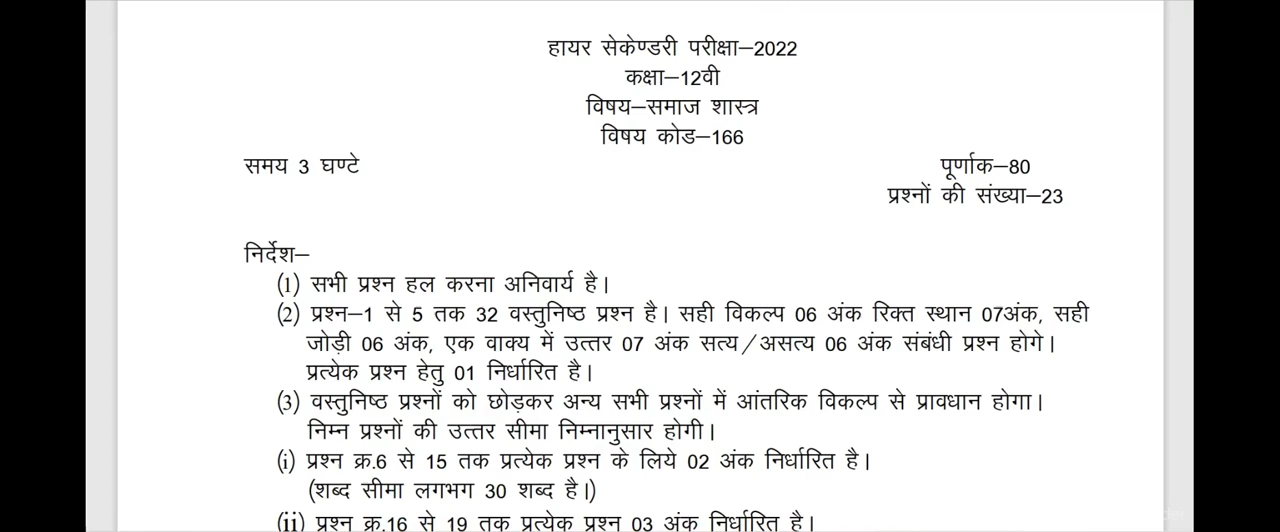 हायर सेकेण्डरी परीक्षा–2022
कक्षा–12वी
विषय–समाज शास्त्र
विषय कोड–166
समय 3 घण्टे
पूर्णाक–80
प्रश्नों की संख्या–23
निर्देश–
(1) सभी प्रश्न हल करना अनिवार्य है।
(2) प्रश्न–1 से 5 तक 32 वस्तुनिष्ठ प्रश्न है। सही विकल्प 06 अंक रिक्त स्थान 07अंक, सही
जोड़ी 06 अंक, एक वाक्य में उत्तर 07 अंक सत्य/असत्य 06 अंक संबंधी प्रश्न होगे।
प्रत्येक प्रश्न हेतु 01 निर्धारित है।
(3) वस्तुनिष्ठ प्रश्नों को छोड़कर अन्य सभी प्रश्नों में आंतरिक विकल्प से प्रावधान होगा।
निम्न प्रश्नों की उत्तर सीमा निम्नानुसार होगी।
(i) प्रश्न क्र.6 से 15 तक प्रत्येक प्रश्न के लिये 02 अंक निर्धारित है।
(शब्द सीमा लगभग 30 शब्द है।)
(ii) प्रश्न क्र.16 से 19 तक प्रत्येक प्रश्न 03 अंक निर्धारित है।